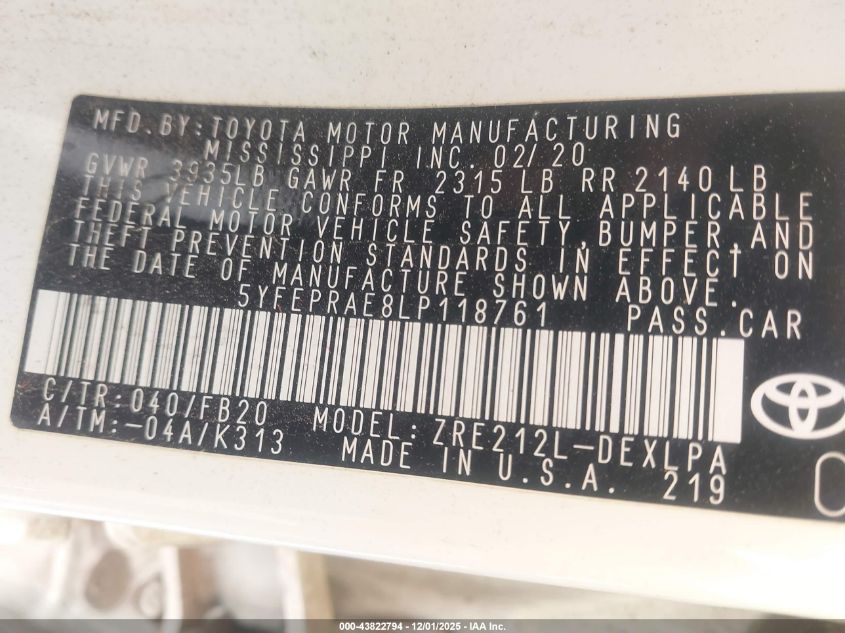 MFD.BY:TOYOTA MOTOR MANUFACTURING
MISSISSIPPI INC. 02/20
GVWR 3935LB GAWR FR 2315 LB RR 2140 LB
THIS VEHICLE CONFORMS TO ALL APPLICABLE
FEDERAL MOTOR VEHICLE SAFETY,BUMPER,AND
THEFT PREVENTION STANDARDS IN EFFECT ON
THE DATE OF MANUFACTURE SHOWN ABOVE.
5YFEPRAE8LP118761 PASS.CAR
C/TR:040/FB20 MODEL:ZRE212L-DEXLPA
A/TM:-04A/K313 MADE IN U.S.A. 219
000-43822794 - 12/01/2025 - IAA Inc.